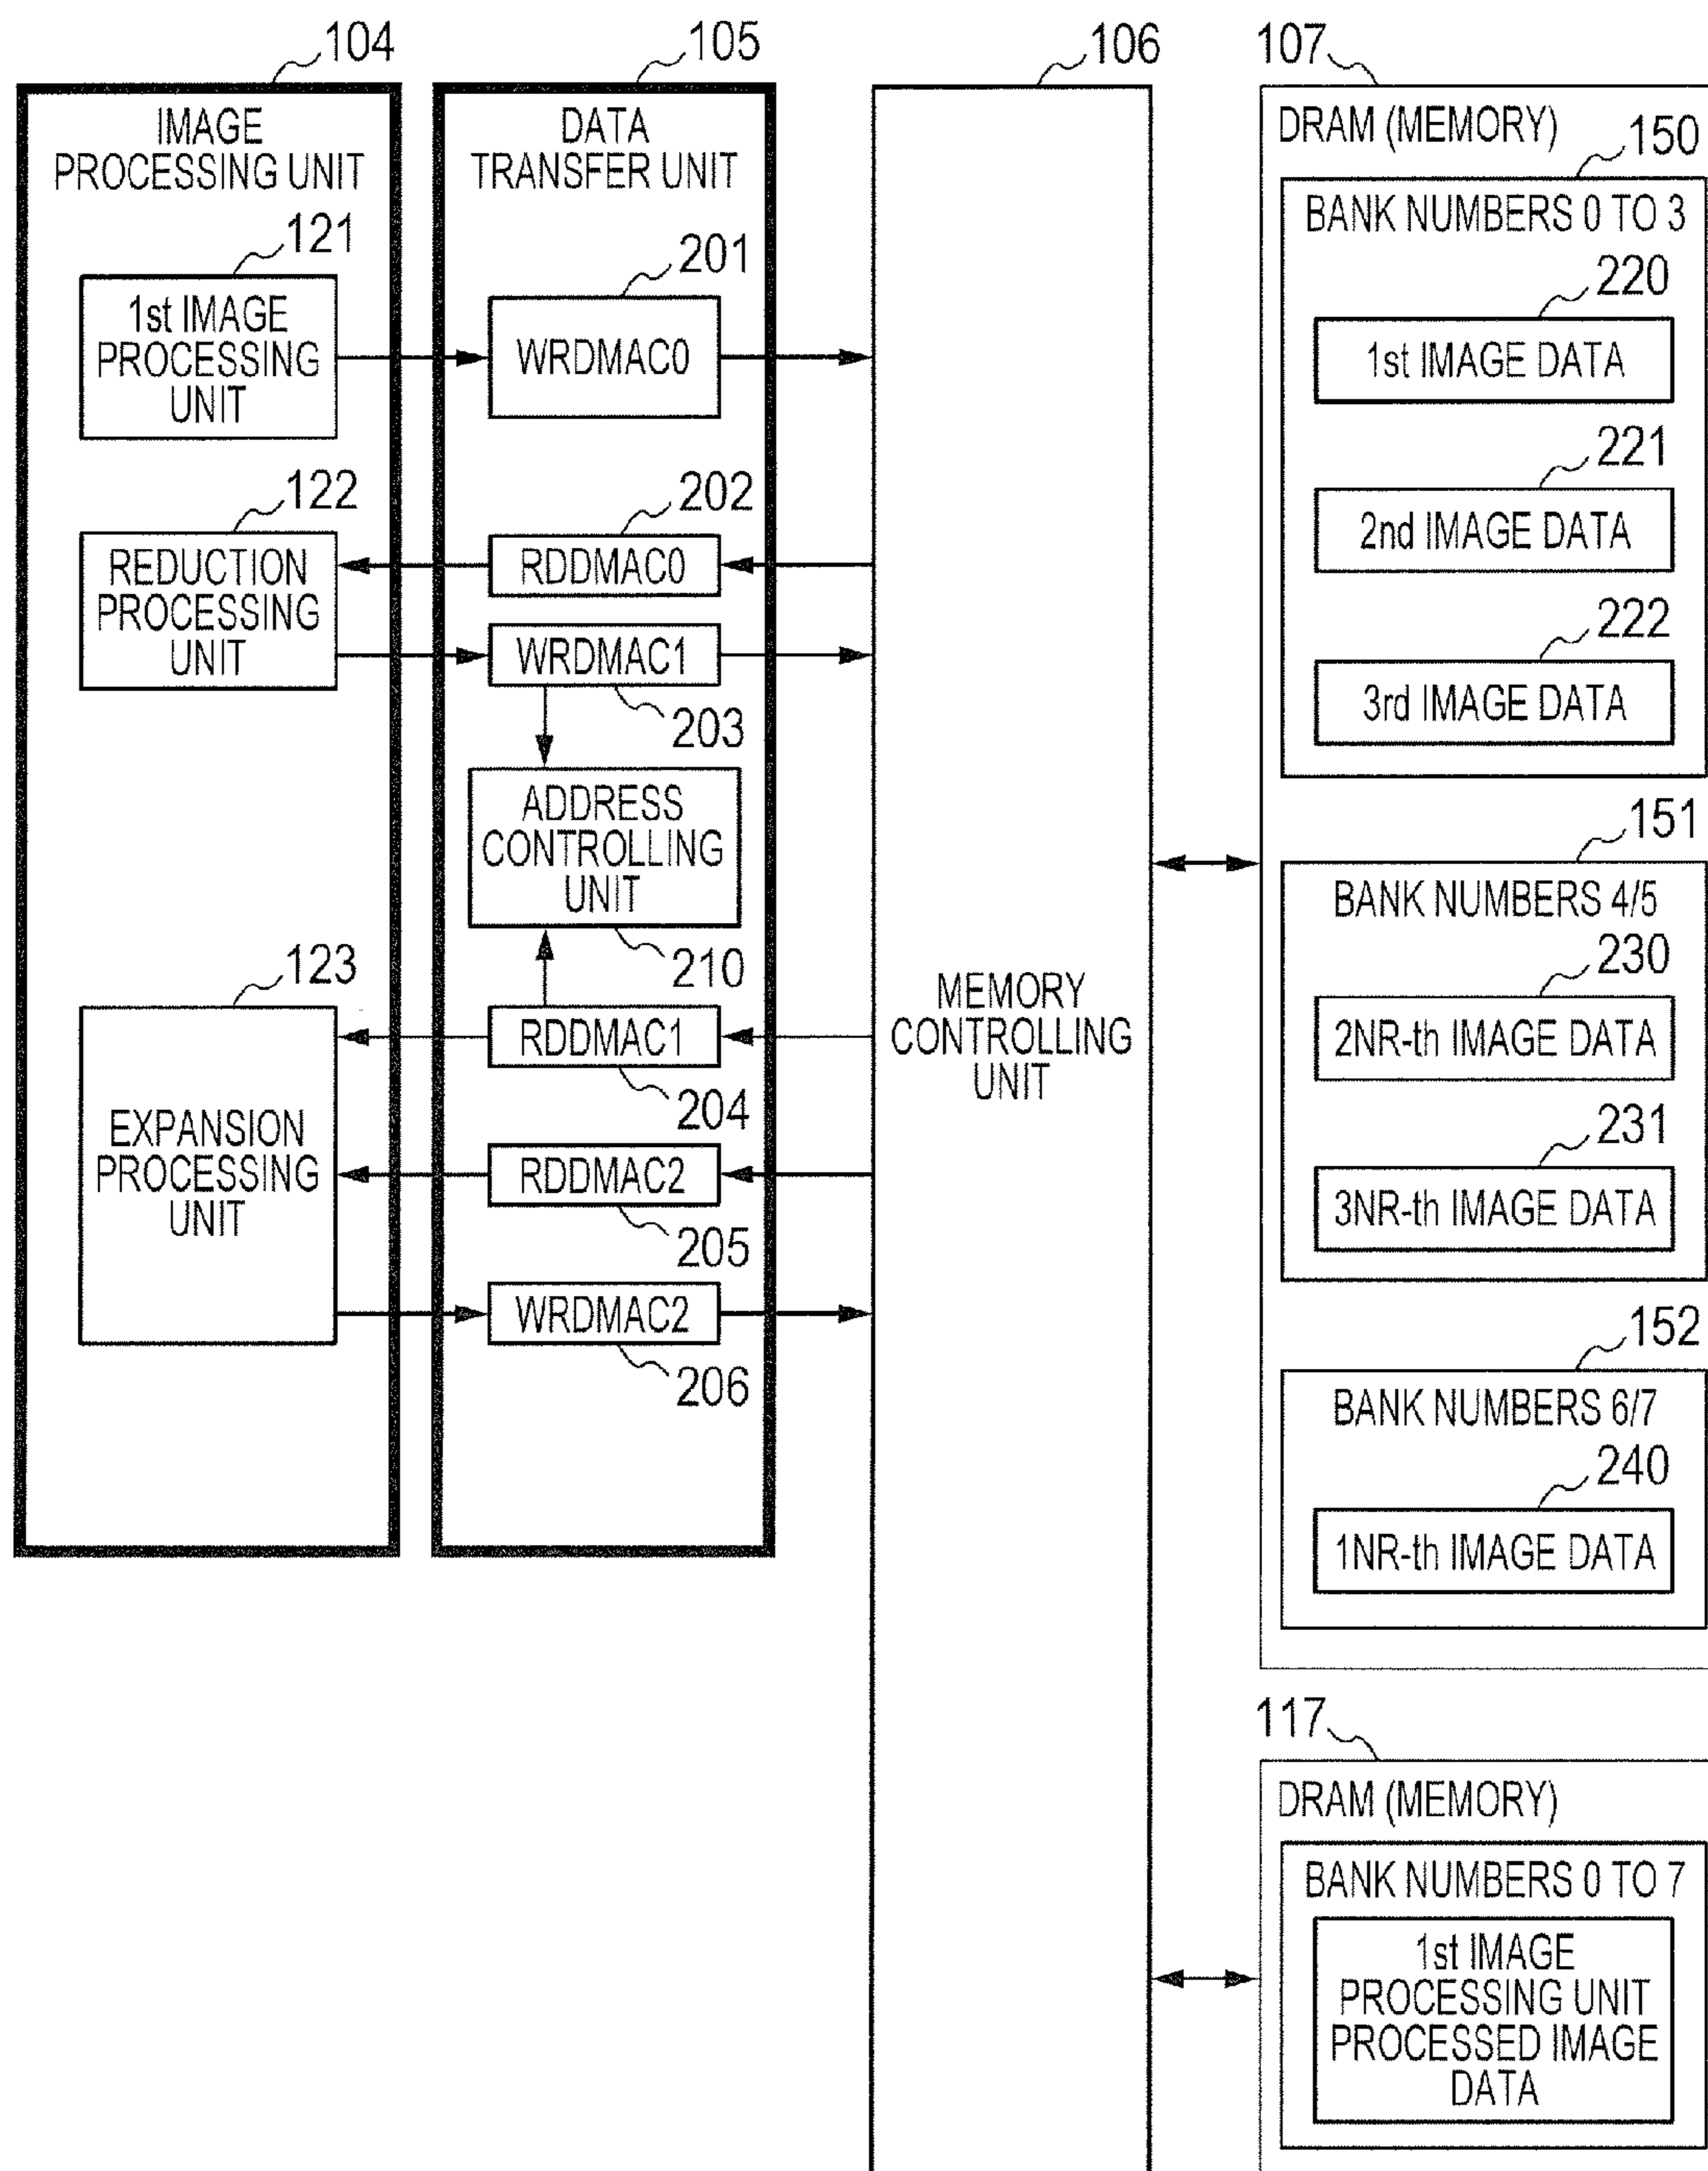 104
IMAGE
PROCESSING UNIT
121
1st IMAGE
PROCESSING
UNIT
122
REDUCTION
PROCESSING
UNIT
123
EXPANSION
PROCESSING
UNIT
105
DATA
TRANSFER UNIT
201
WRDMAC0
202
RDDMAC0
WRDMAC1
203
ADDRESS
CONTROLLING
UNIT
210
RDDMAC1
204
RDDMAC2
205
WRDMAC2
206
106
MEMORY
CONTROLLING
UNIT
107
DRAM (MEMORY)
150
BANK NUMBERS 0 TO 3
220
1st IMAGE DATA
221
2nd IMAGE DATA
222
3rd IMAGE DATA
151
BANK NUMBERS 4/5
230
2NR-th IMAGE DATA
231
3NR-th IMAGE DATA
152
BANK NUMBERS 6/7
240
1NR-th IMAGE DATA
117
DRAM (MEMORY)
BANK NUMBERS 0 TO 7
1st IMAGE
PROCESSING UNIT
PROCESSED IMAGE
DATA